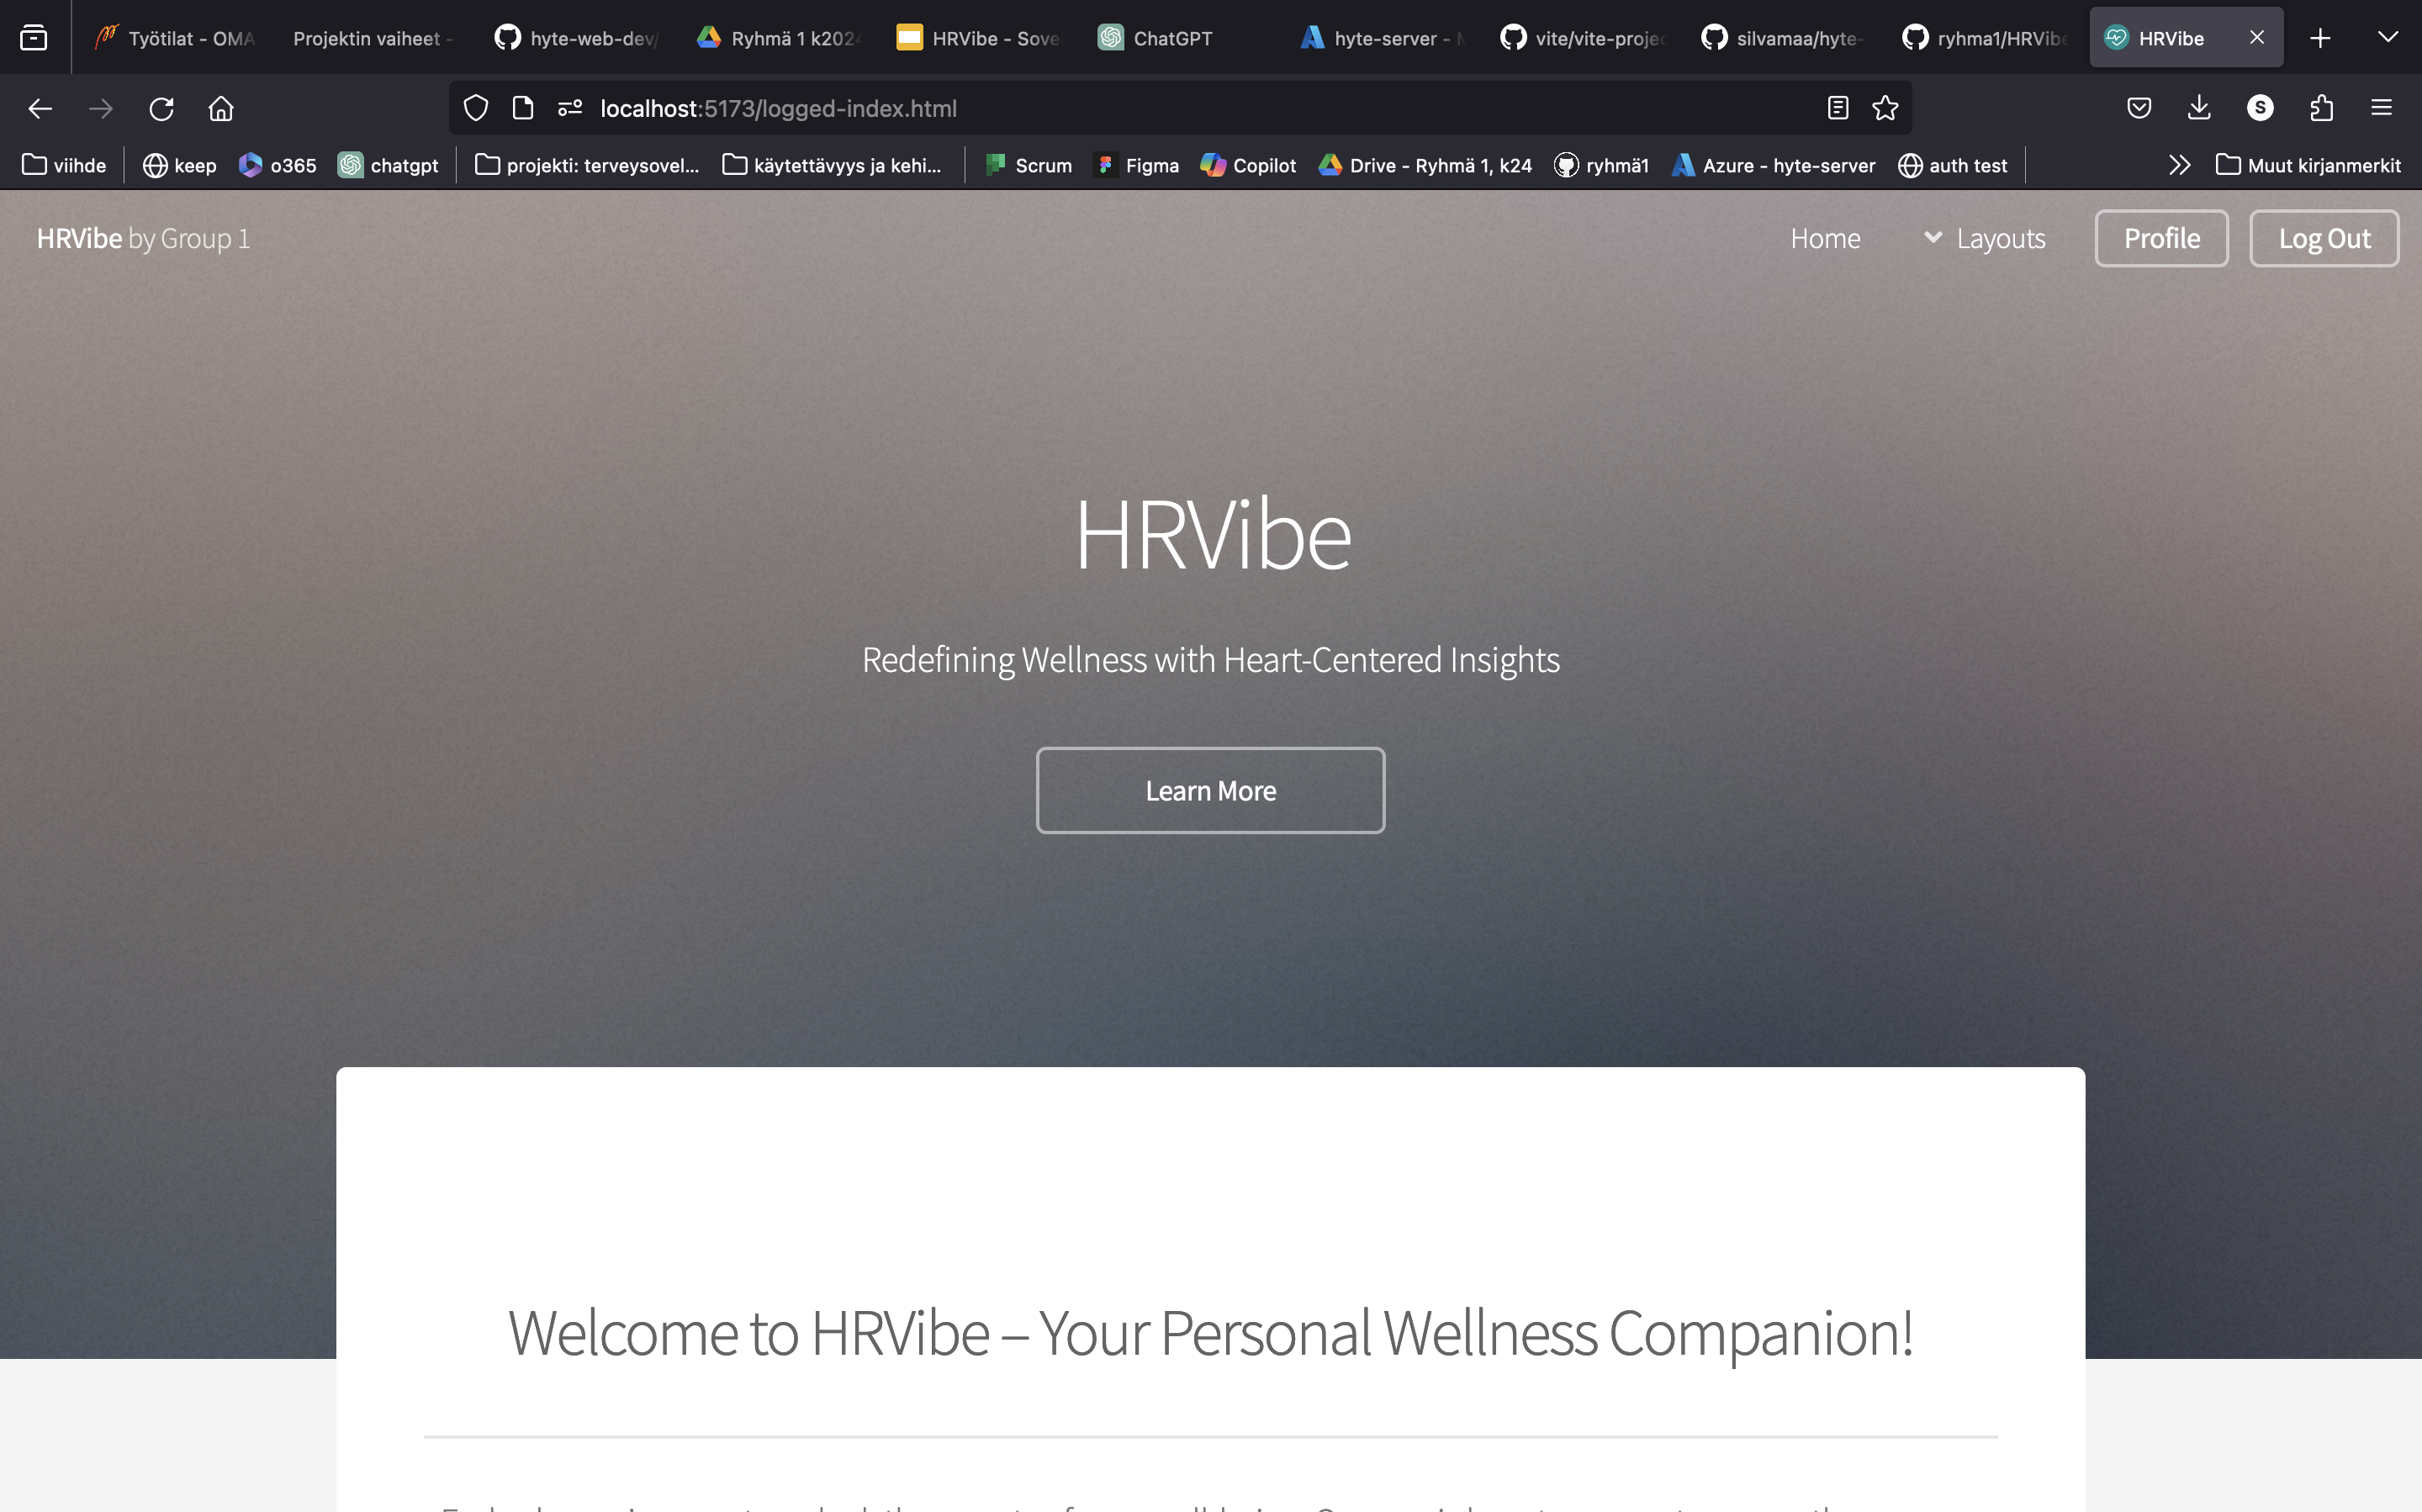 Työtilat - OMA
Projektin vaiheet -
hyte-web-dev/
Ryhmä 1 k2024
HRVibe - Sove
ChatGPT
hyte-server - M
vite/vite-projec
silvamaa/hyte-
ryhma1/HRVibe
HRVibe
localhost:5173/logged-index.html
S
viihde
keep
o365
chatgpt
projekti: terveysovel...
käytettävyys ja kehi...
Scrum
Figma
Copilot
Drive - Ryhmä 1, k24
ryhmä1
Azure - hyte-server
auth test
Muut kirjanmerkit
HRVibe by Group 1
Home
Layouts
Profile
Log Out
HRVibe
Redefining Wellness with Heart-Centered Insights
Learn More
Welcome to HRVibe – Your Personal Wellness Companion!